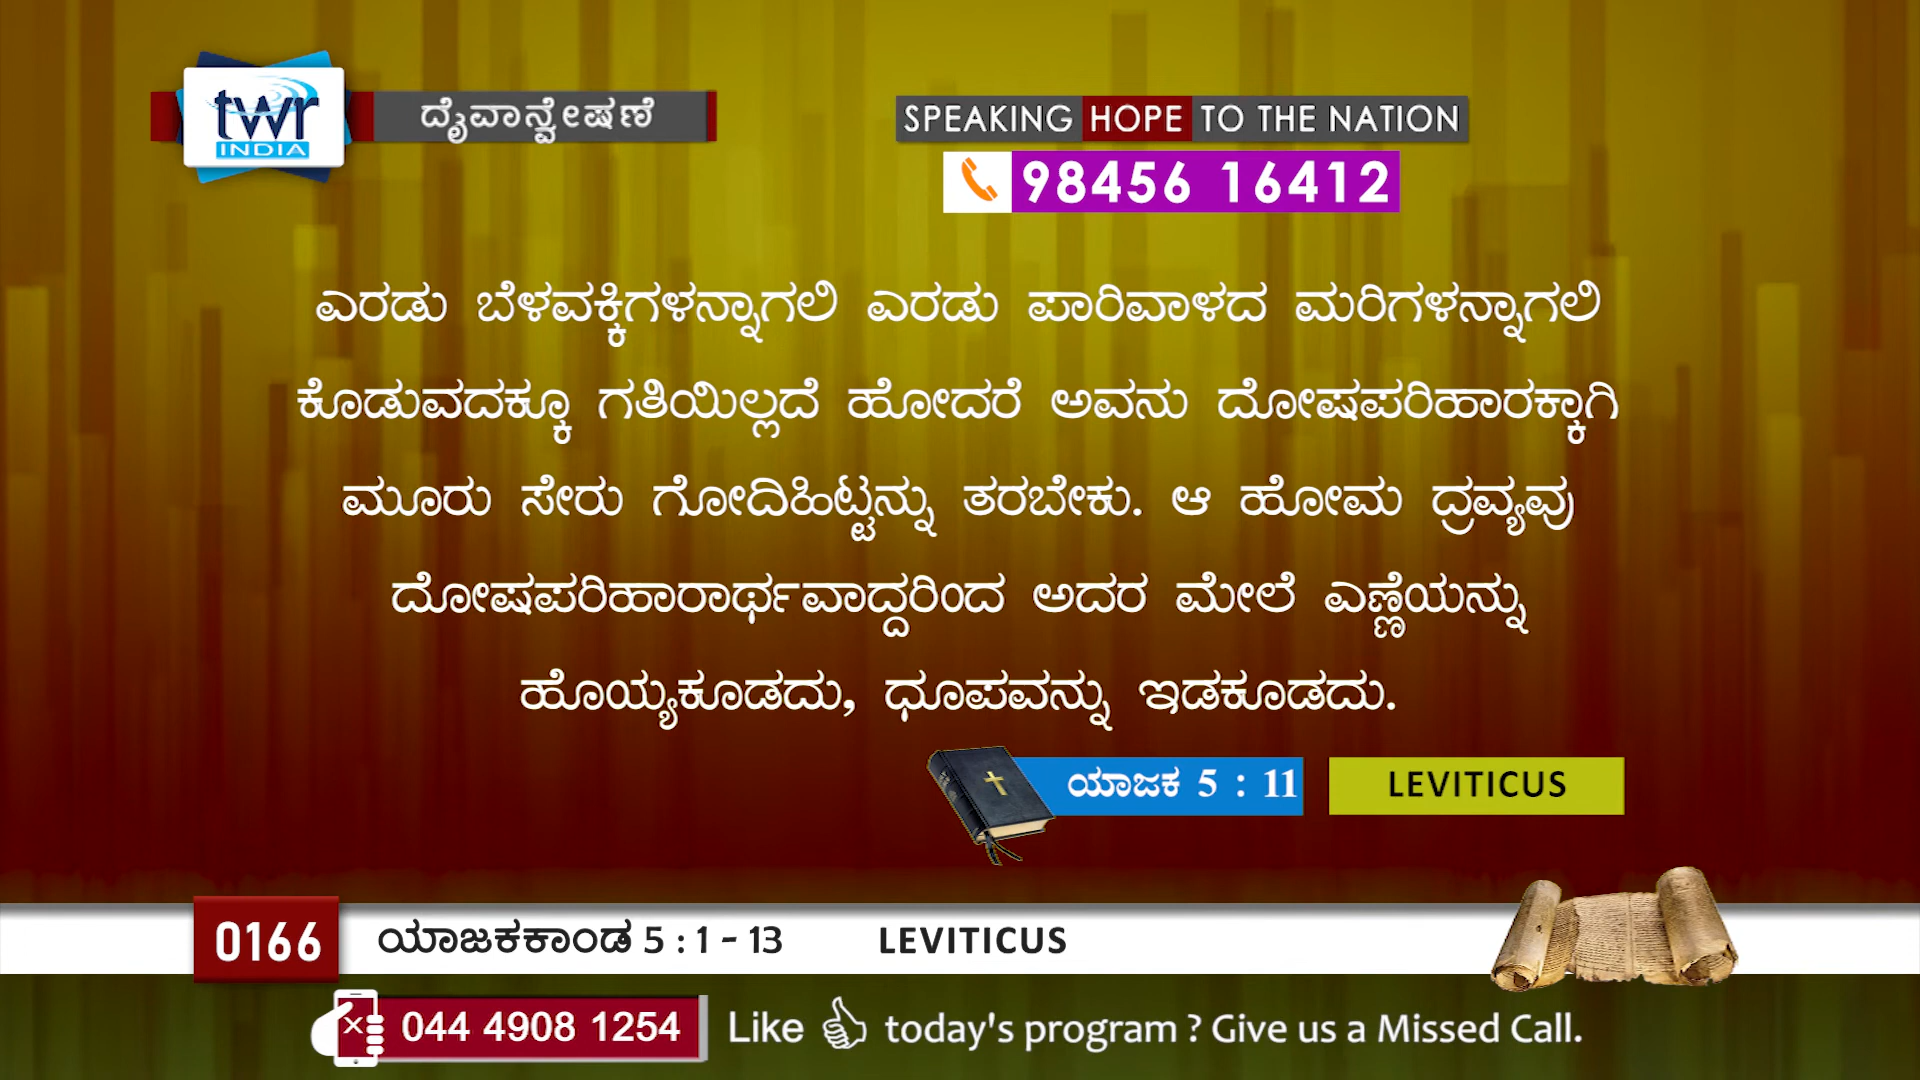 twr
INDIA
ದೈವಾನ್ವೇಷಣೆ
SPEAKING HOPE TO THE NATION
98456 16412
ಎರಡು ಬೆಳವಕ್ಕಿಗಳನ್ನಾಗಲಿ ಎರಡು ಪಾರಿವಾಳದ ಮರಿಗಳನ್ನಾಗಲಿ
ಕೊಡುವದಕ್ಕೂ ಗತಿಯಿಲ್ಲದೆ ಹೋದರೆ ಅವನು ದೋಷಪರಿಹಾರಕ್ಕಾಗಿ
ಮೂರು ಸೇರು ಗೋದಿಹಿಟ್ಟನ್ನು ತರಬೇಕು. ಆ ಹೋಮ ದ್ರವ್ಯವು
ದೋಷಪರಿಹಾರಾರ್ಥವಾದ್ದರಿಂದ ಅದರ ಮೇಲೆ ಎಣ್ಣೆಯನ್ನು
ಹೊಯ್ಯಕೂಡದು, ಧೂಪವನ್ನು ಇಡಕೂಡದು.
ಯಾಜಕ 5 : 11 LEVITICUS
0166 ಯಾಜಕಕಾಂಡ 5 : 1 - 13 LEVITICUS
044 4908 1254 Like today's program ? Give us a Missed Call.